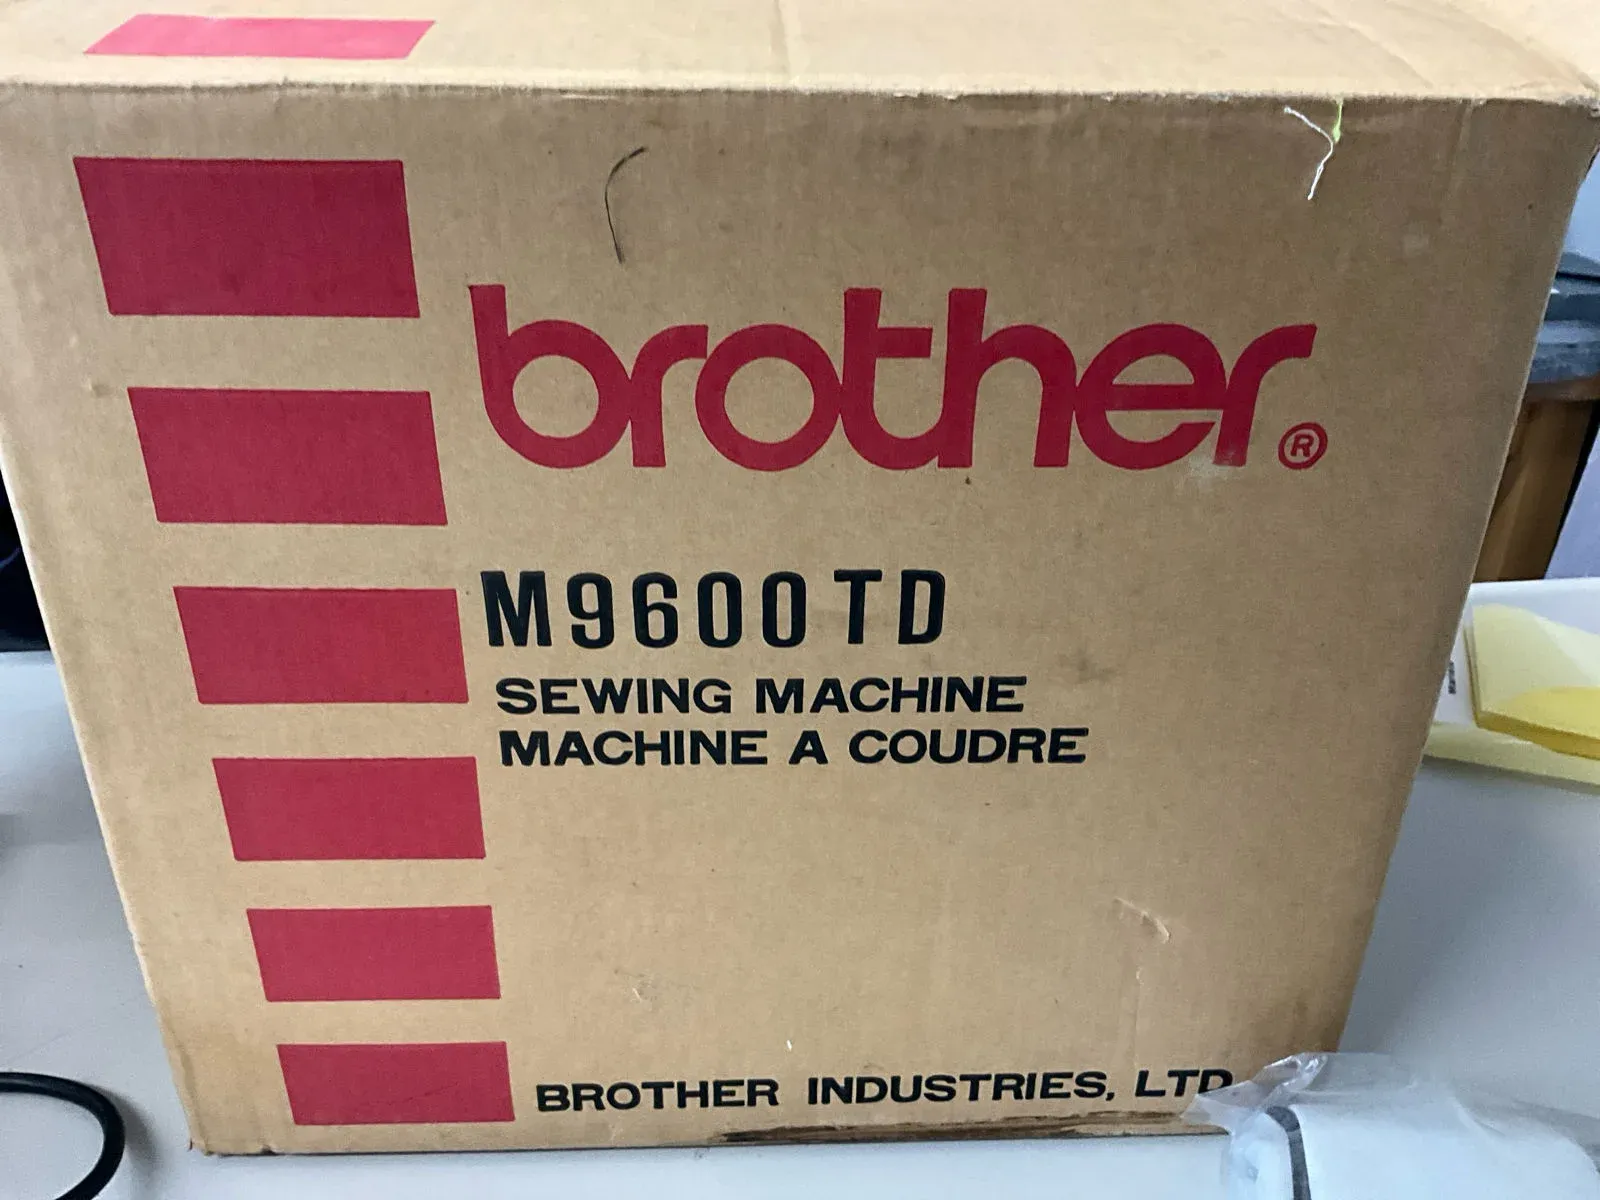 brother®
M9600TD
SEWING MACHINE
MACHINE A COUDRE
BROTHER INDUSTRIES, LTD